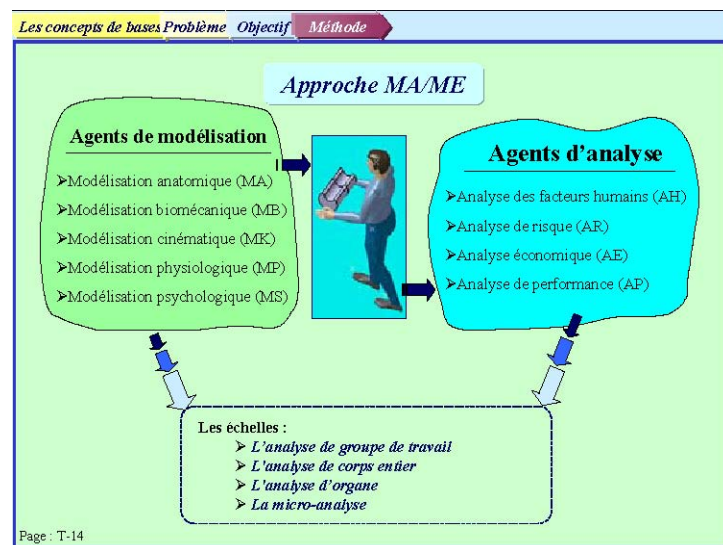 Les concepts de bases Problème Objectif Méthode
Approche MA/ME
Agents de modélisation
➢Modélisation anatomique (MA)
➢Modélisation biomécanique (MB)
➢Modélisation cinématique (MK)
➢Modélisation physiologique (MP)
➢Modélisation psychologique (MS)
Agents d’analyse
➢Analyse des facteurs humains (AH)
➢Analyse de risque (AR)
➢Analyse économique (AE)
➢Analyse de performance (AP)
Les échelles :
➢ L’analyse de groupe de travail
➢ L’analyse de corps entier
➢ L’analyse d’organe
➢ La micro-analyse
Page : T-14